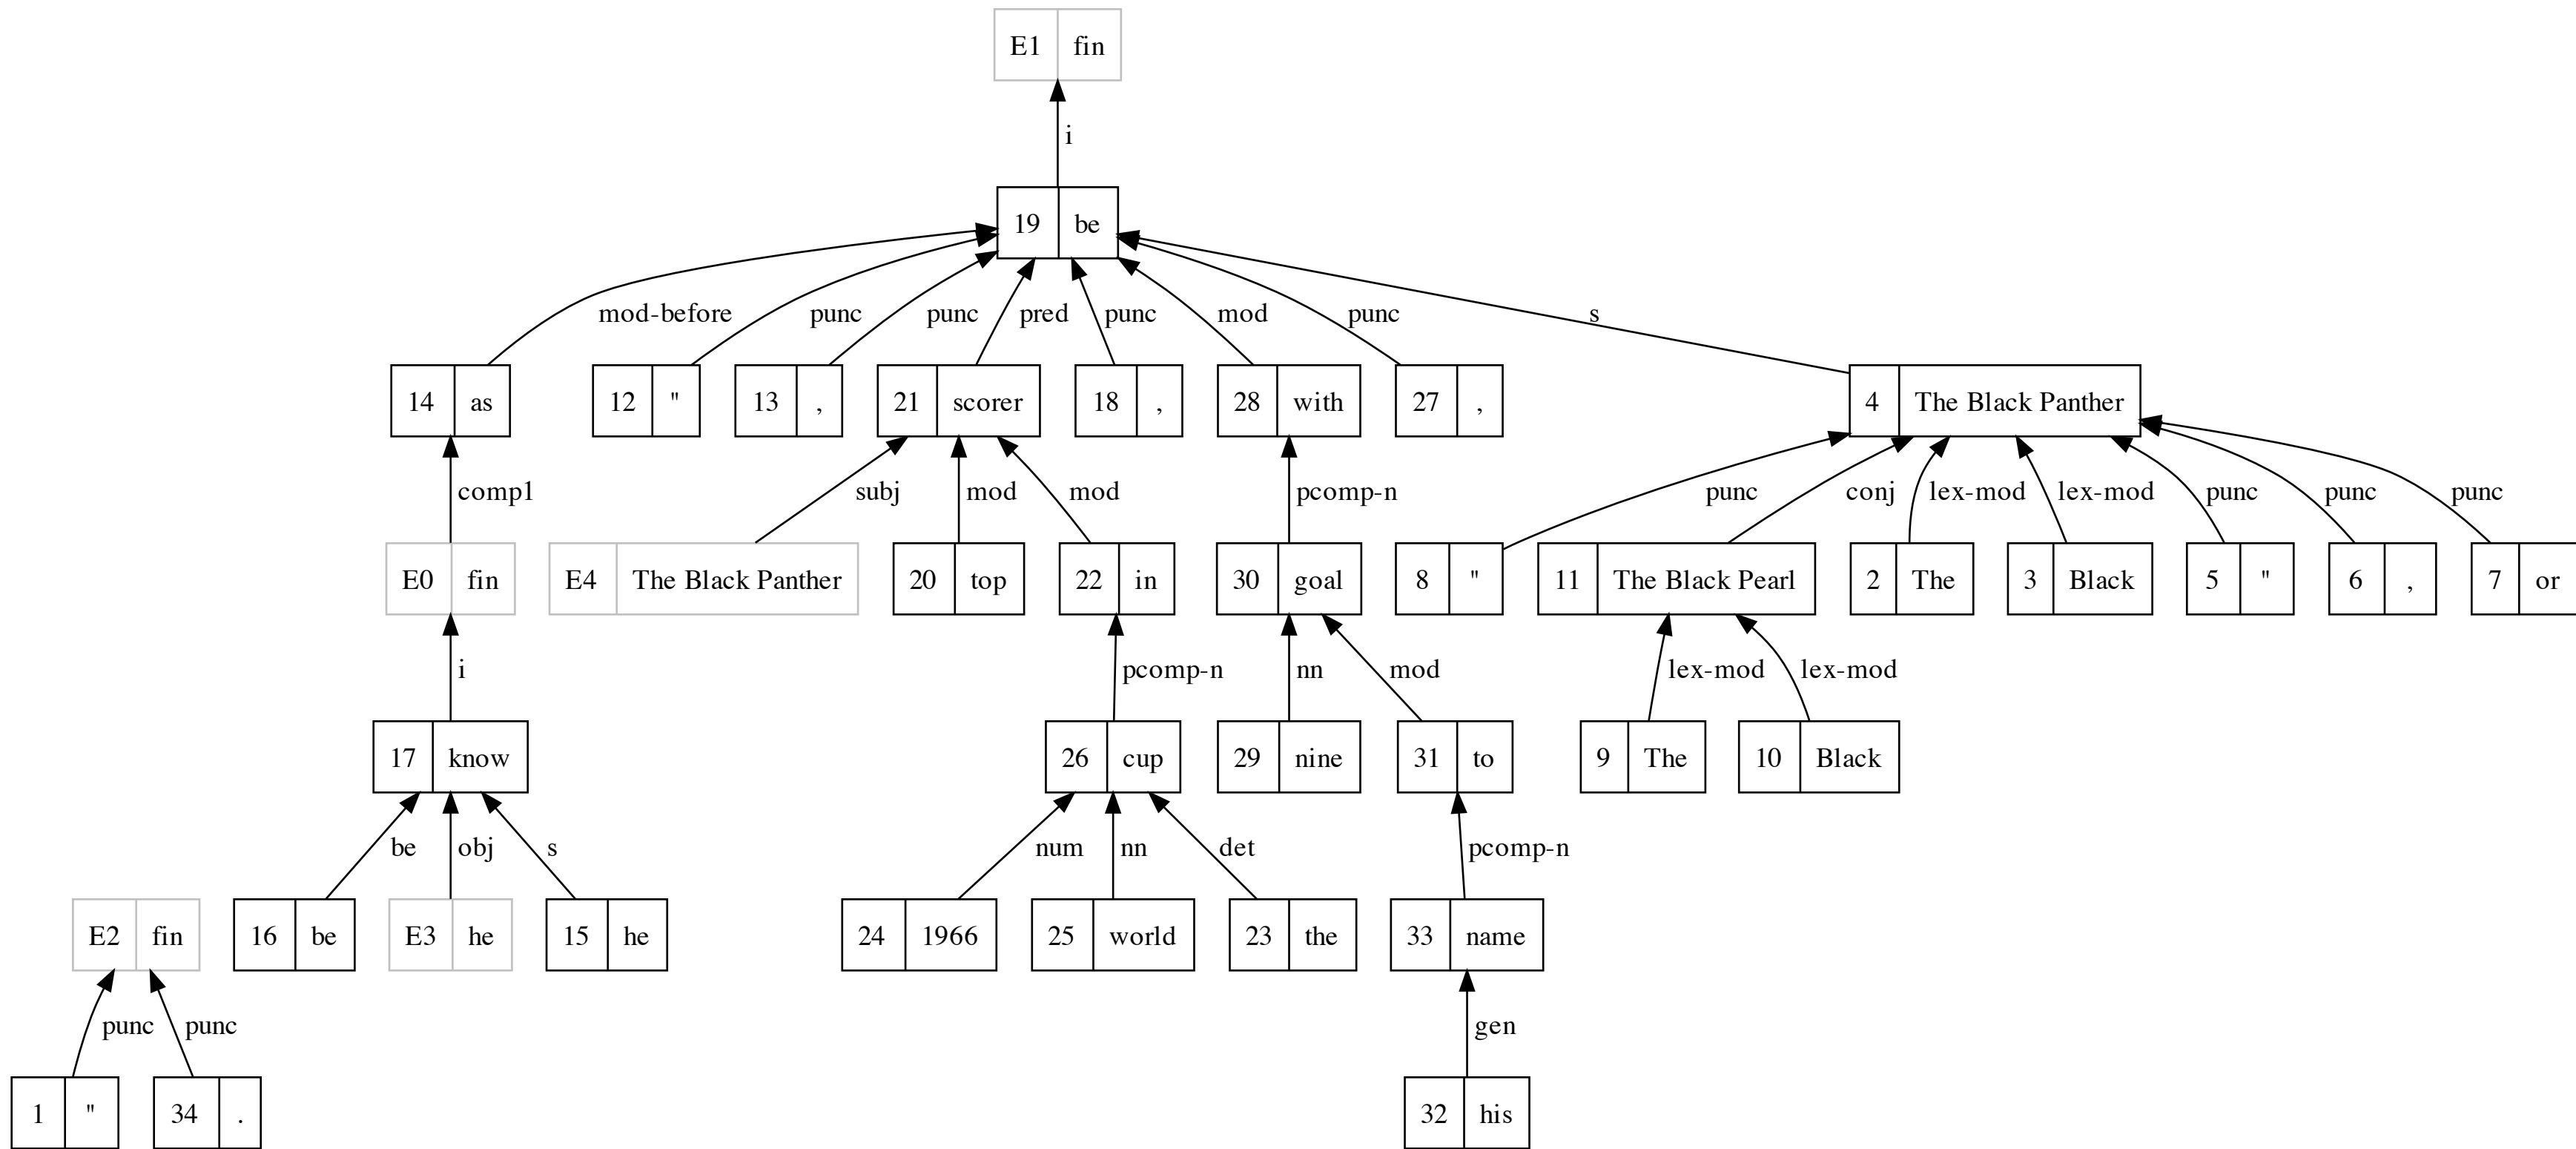 E1 fin
i
19 be
mod-before punc punc pred punc mod punc s
14 as 12 " 13 , 21 scorer 18 , 28 with 27 , 4 The Black Panther
comp1 subj mod mod pcomp-n punc conj lex-mod lex-mod punc punc punc
E0 fin E4 The Black Panther 20 top 22 in 30 goal 8 " 11 The Black Pearl 2 The 3 Black 5 " 6 , 7 or
i pcomp-n nn mod lex-mod lex-mod
17 know 26 cup 29 nine 31 to 9 The 10 Black
be obj s num nn det pcomp-n
E2 fin 16 be E3 he 15 he 24 1966 25 world 23 the 33 name
punc punc gen
1 " 34 . 32 his